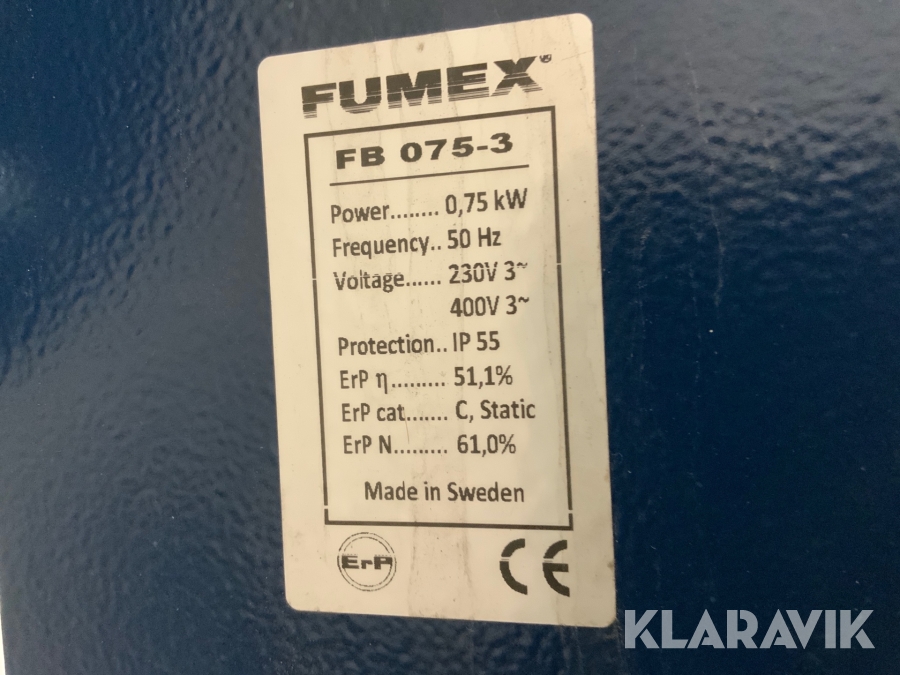 FUMEX®
FB 075-3
Power........ 0,75 kW
Frequency.. 50 Hz
Voltage...... 230V 3~
400V 3~
Protection.. IP 55
ErP η......... 51,1%
ErP cat....... C, Static
ErP N......... 61,0%
Made in Sweden
ErP CE
KLARAVIK